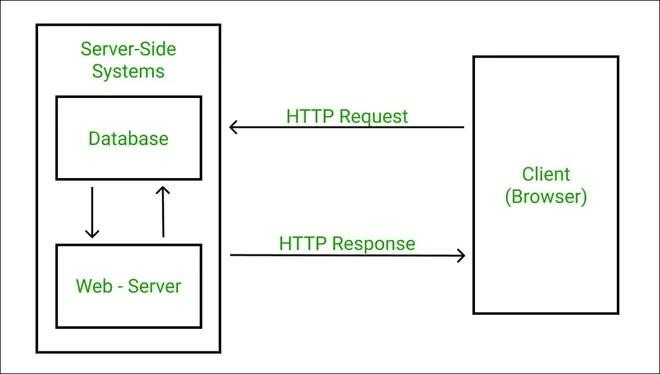 Server-Side
Systems
Database
Web - Server
HTTP Request
HTTP Response
Client
(Browser)